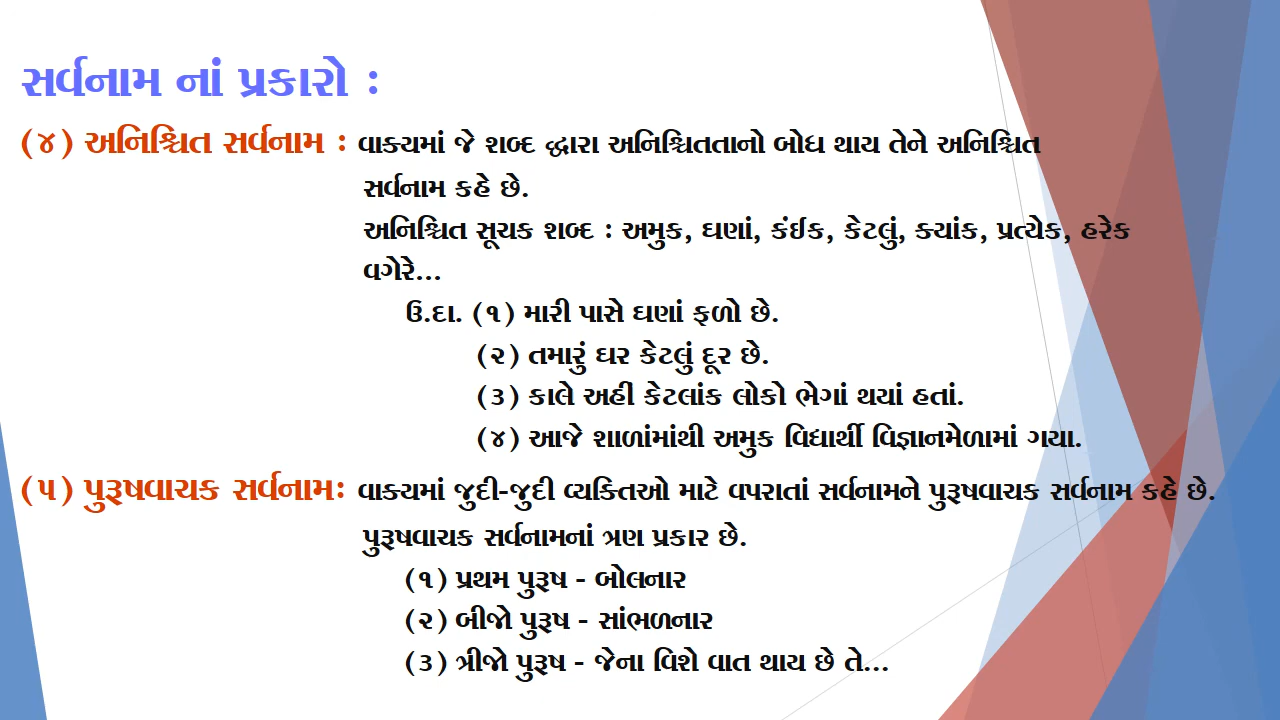 સર્વનામ નાં પ્રકારો :
(૪) અનિશ્ચિત સર્વનામ : વાક્યમાં જે શબ્દ દ્વારા અનિશ્ચિતતાનો બોધ થાય તેને અનિશ્ચિત
સર્વનામ કહે છે.
અનિશ્ચિત સૂચક શબ્દ : અમુક, ઘણાં, કંઈક, કેટલું, ક્યાંક, પ્રત્યેક, હરેક
વગેરે...
ઉ.દા. (૧) મારી પાસે ઘણાં ફળો છે.
(૨) તમારું ઘર કેટલું દૂર છે.
(૩) કાલે અહીં કેટલાંક લોકો ભેગાં થયાં હતાં.
(૪) આજે શાળાંમાંથી અમુક વિદ્યાર્થી વિજ્ઞાનમેળામાં ગયા.
(૫) પુરૂષવાચક સર્વનામ: વાક્યમાં જુદી-જુદી વ્યક્તિઓ માટે વપરાતાં સર્વનામને પુરૂષવાચક સર્વનામ કહે છે.
પુરૂષવાચક સર્વનામનાં ત્રણ પ્રકાર છે.
(૧) પ્રથમ પુરૂષ - બોલનાર
(૨) બીજો પુરૂષ - સાંભળનાર
(૩) ત્રીજો પુરૂષ - જેના વિશે વાત થાય છે તે...